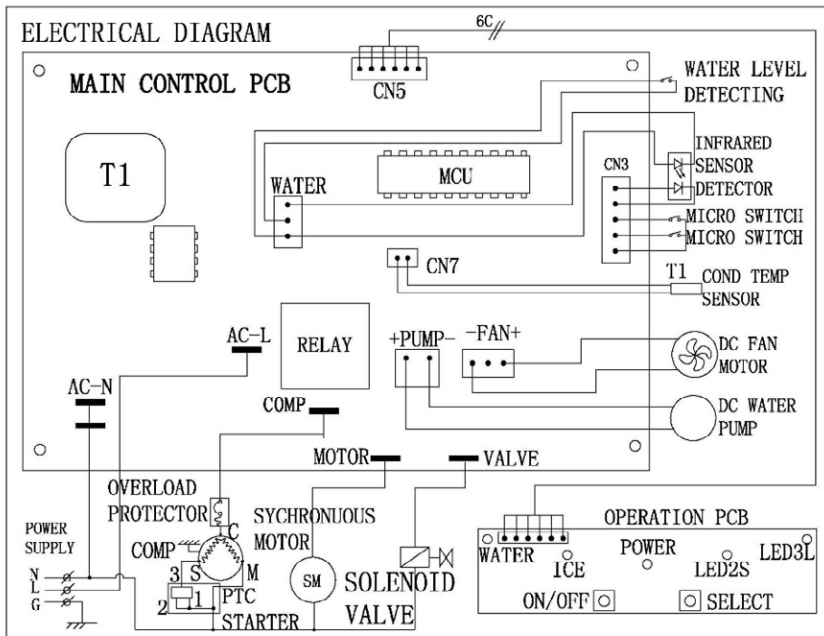 ELECTRICAL DIAGRAM
6C
MAIN CONTROL PCB
CN5
WATER LEVEL
DETECTING
T1
MCU
WATER
CN3
INFRARED
SENSOR
DETECTOR
MICRO SWITCH
MICRO SWITCH
CN7
T1
COND TEMP
SENSOR
AC-L
RELAY
+PUMP-
-FAN+
DC FAN
MOTOR
AC-N
COMP
DC WATER
PUMP
MOTOR
VALVE
OVERLOAD
PROTECTOR
SYCHRONUOUS
MOTOR
C
COMP
S
M
3
2
1
PTC
STARTER
SM
SOLENOID
VALVE
POWER
SUPPLY
N
L
G
OPERATION PCB
WATER
ICE
POWER
LED2S
LED3L
ON/OFF
SELECT